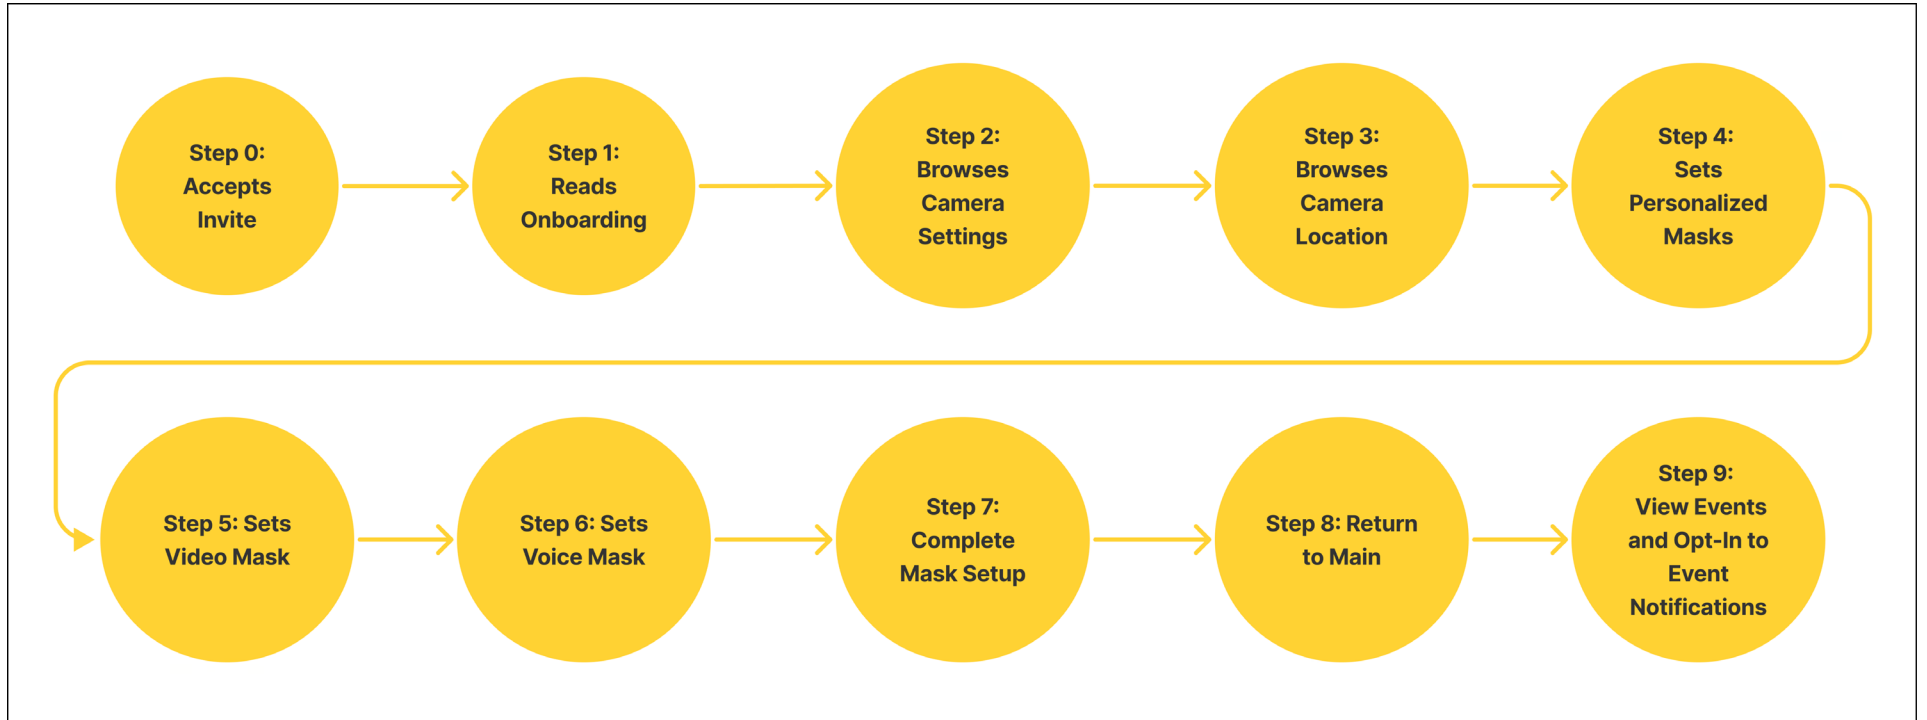 Step 0:
Accepts
Invite
Step 1:
Reads
Onboarding
Step 2:
Browses
Camera
Settings
Step 3:
Browses
Camera
Location
Step 4:
Sets
Personalized
Masks
Step 5: Sets
Video Mask
Step 6: Sets
Voice Mask
Step 7:
Complete
Mask Setup
Step 8: Return
to Main
Step 9:
View Events
and Opt-In to
Event
Notifications